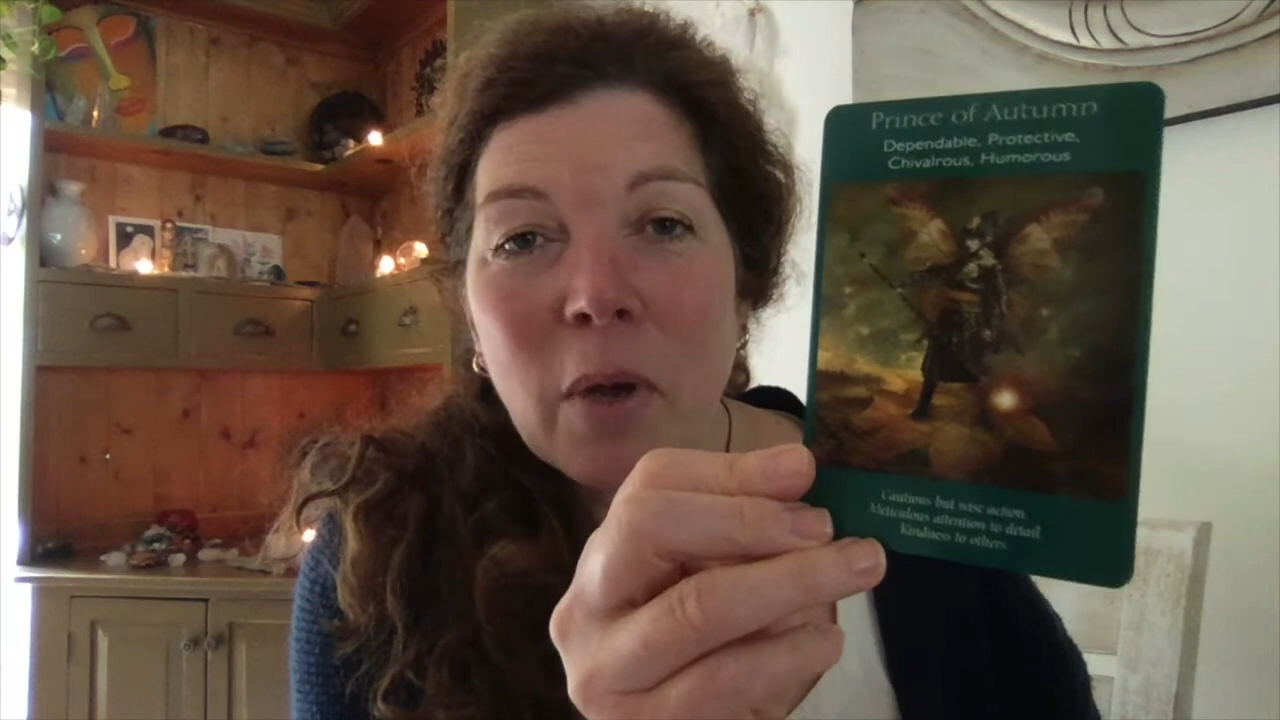 Prince of Autumn
Dependable, Protective,
Chivalrous, Humorous
Cautious but wise action.
Meticulous attention to detail.
Kindness to others.